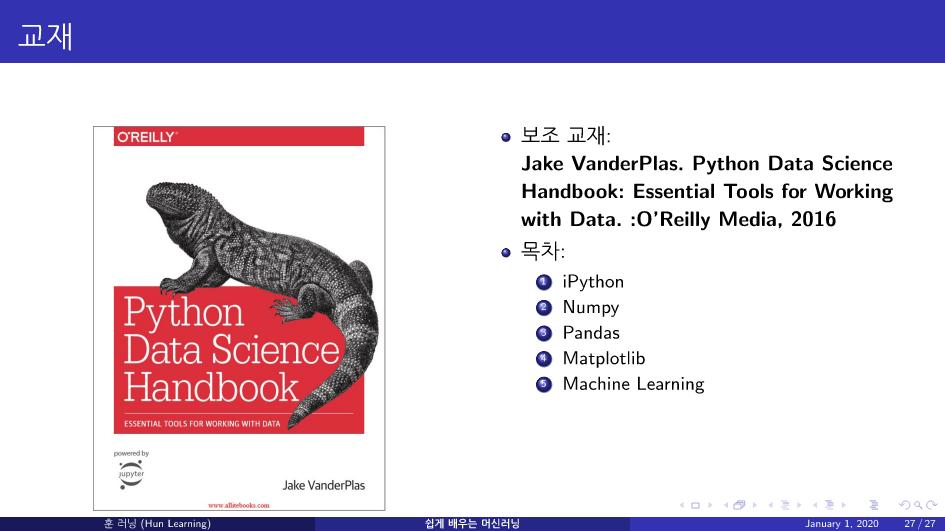 교재
O'REILLY®
Python
Data Science
Handbook
ESSENTIAL TOOLS FOR WORKING WITH DATA
powered by
jupyter
Jake VanderPlas
www.allitebooks.com
보조 교재:
Jake VanderPlas. Python Data Science
Handbook: Essential Tools for Working
with Data. :O'Reilly Media, 2016
목차:
1 iPython
2 Numpy
3 Pandas
4 Matplotlib
5 Machine Learning
훈 러닝 (Hun Learning)
쉽게 배우는 머신러닝
January 1, 2020
27 / 27